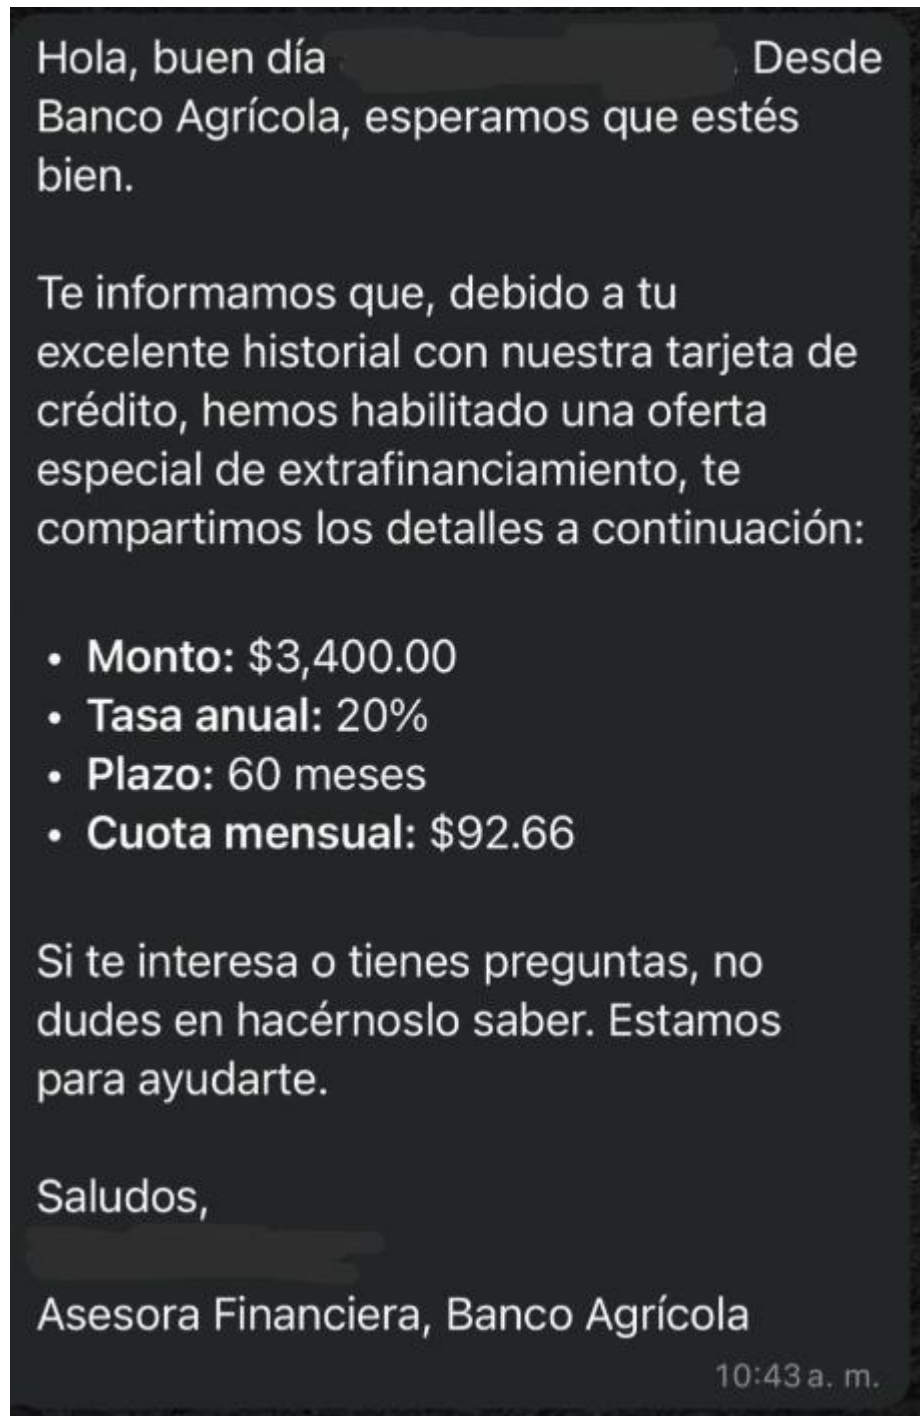 Hola, buen día . Desde
Banco Agrícola, esperamos que estés
bien.
Te informamos que, debido a tu
excelente historial con nuestra tarjeta de
crédito, hemos habilitado una oferta
especial de extrafinanciamiento, te
compartimos los detalles a continuación:
• Monto: $3,400.00
• Tasa anual: 20%
• Plazo: 60 meses
• Cuota mensual: $92.66
Si te interesa o tienes preguntas, no
dudes en hacérnoslo saber. Estamos
para ayudarte.
Saludos,
Asesora Financiera, Banco Agrícola
10:43 a. m.